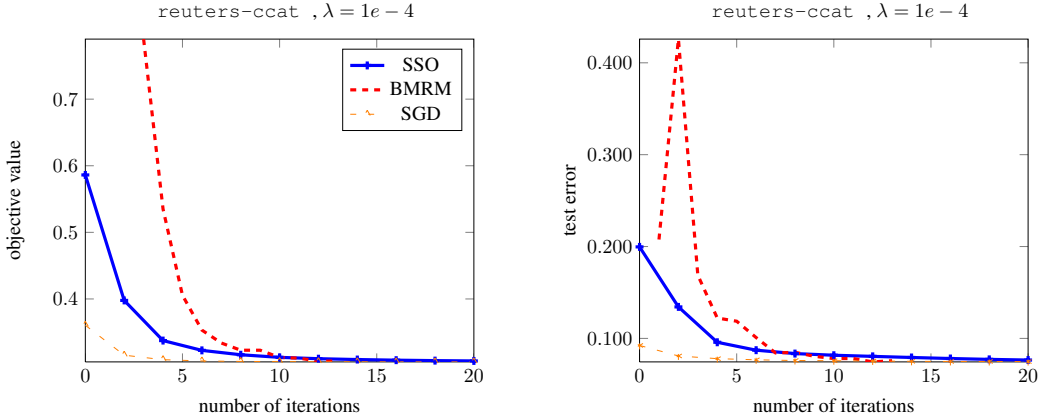 reuters-ccat , λ = 1e − 4
objective value
0.7
0.6
0.5
0.4
SSO
BMRM
SGD
0 5 10 15 20
number of iterations
reuters-ccat , λ = 1e − 4
test error
0.400
0.300
0.200
0.100
0 5 10 15 20
number of iterations